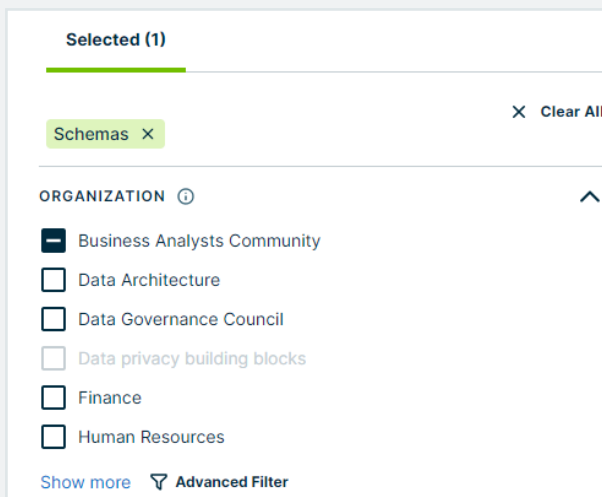 Selected (1)
Clear All
Schemas
ORGANIZATION
Business Analysts Community
Data Architecture
Data Governance Council
Data privacy building blocks
Finance
Human Resources
Show more Advanced Filter